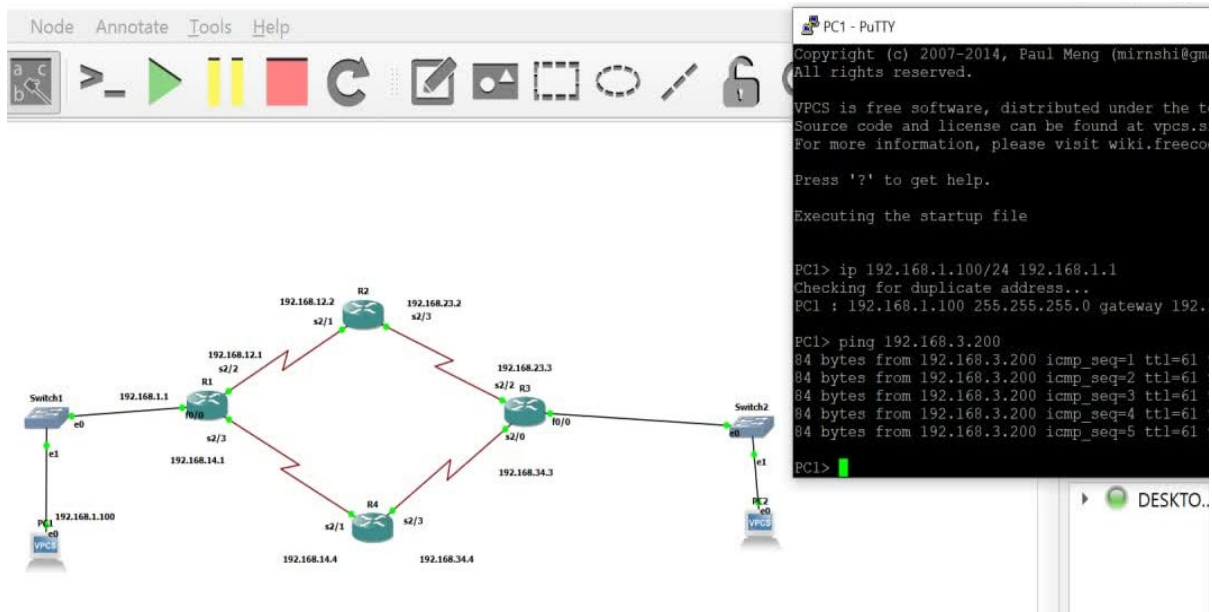 Node Annotate Tools Help
PC1 - PuTTY
Copyright (c) 2007-2014, Paul Meng (mirnshi@gm
All rights reserved.
VPCS is free software, distributed under the t
Source code and license can be found at vpcs.s
For more information, please visit wiki.freeco
Press '?' to get help.
Executing the startup file
PC1> ip 192.168.1.100/24 192.168.1.1
Checking for duplicate address...
PC1 : 192.168.1.100 255.255.255.0 gateway 192.
PC1> ping 192.168.3.200
84 bytes from 192.168.3.200 icmp_seq=1 ttl=61
84 bytes from 192.168.3.200 icmp_seq=2 ttl=61
84 bytes from 192.168.3.200 icmp_seq=3 ttl=61
84 bytes from 192.168.3.200 icmp_seq=4 ttl=61
84 bytes from 192.168.3.200 icmp_seq=5 ttl=61
PC1>
DESKTO...
R2
192.168.12.2
192.168.23.2
s2/1
s2/3
192.168.12.1
s2/2
192.168.23.3
s2/2
R1
R3
Switch1
192.168.1.1
f0/0
f0/0
Switch2
e0
e0
s2/3
s2/0
e1
e1
192.168.14.1
192.168.34.3
R4
s2/1
s2/3
PC1
192.168.1.100
e0
VPCS
PC2
e0
VPCS
192.168.14.4
192.168.34.4